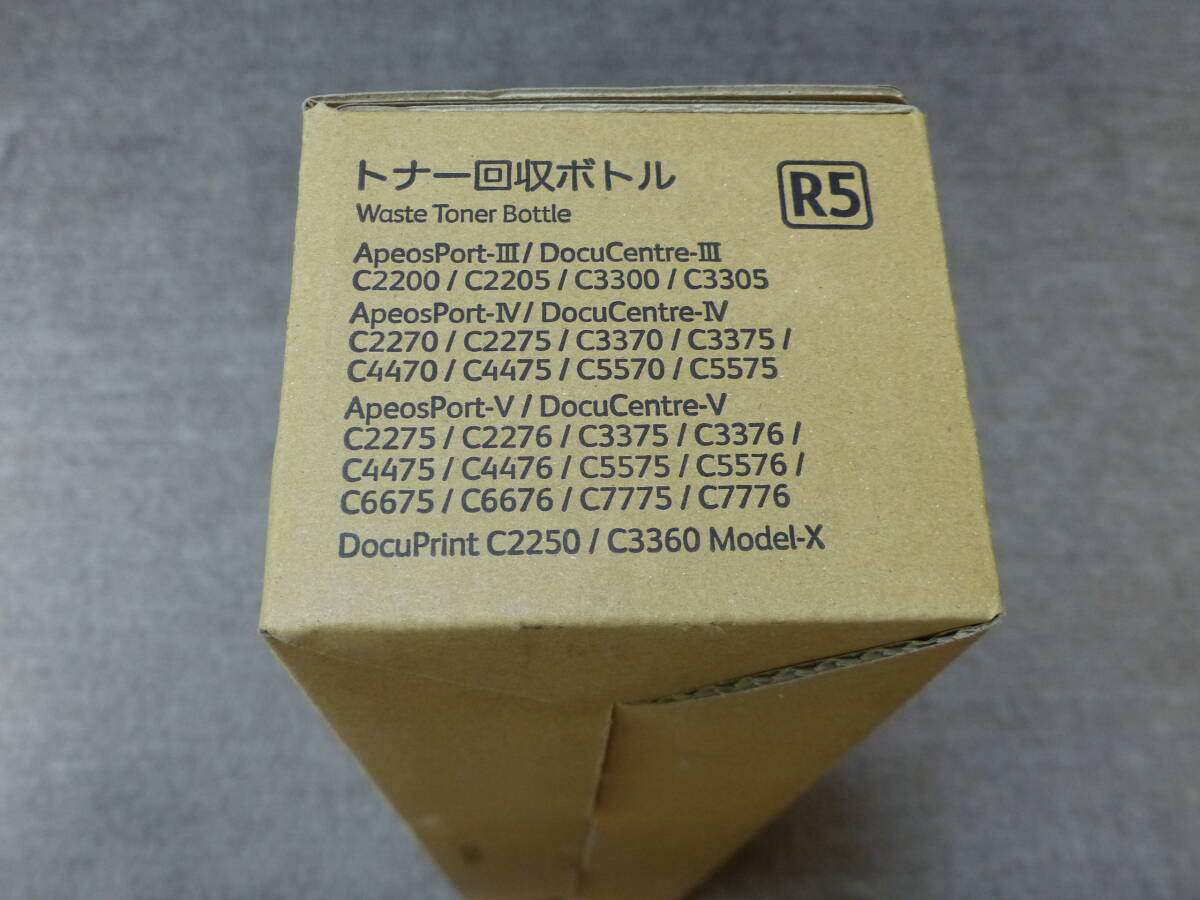 トナー回収ボトル
R5
Waste Toner Bottle
ApeosPort-Ⅲ / DocuCentre-Ⅲ
C2200 / C2205 / C3300 / C3305
ApeosPort-Ⅳ / DocuCentre-Ⅳ
C2270 / C2275 / C3370 / C3375 /
C4470 / C4475 / C5570 / C5575
ApeosPort-V / DocuCentre-V
C2275 / C2276 / C3375 / C3376 /
C4475 / C4476 / C5575 / C5576 /
C6675 / C6676 / C7775 / C7776
DocuPrint C2250 / C3360 Model-X